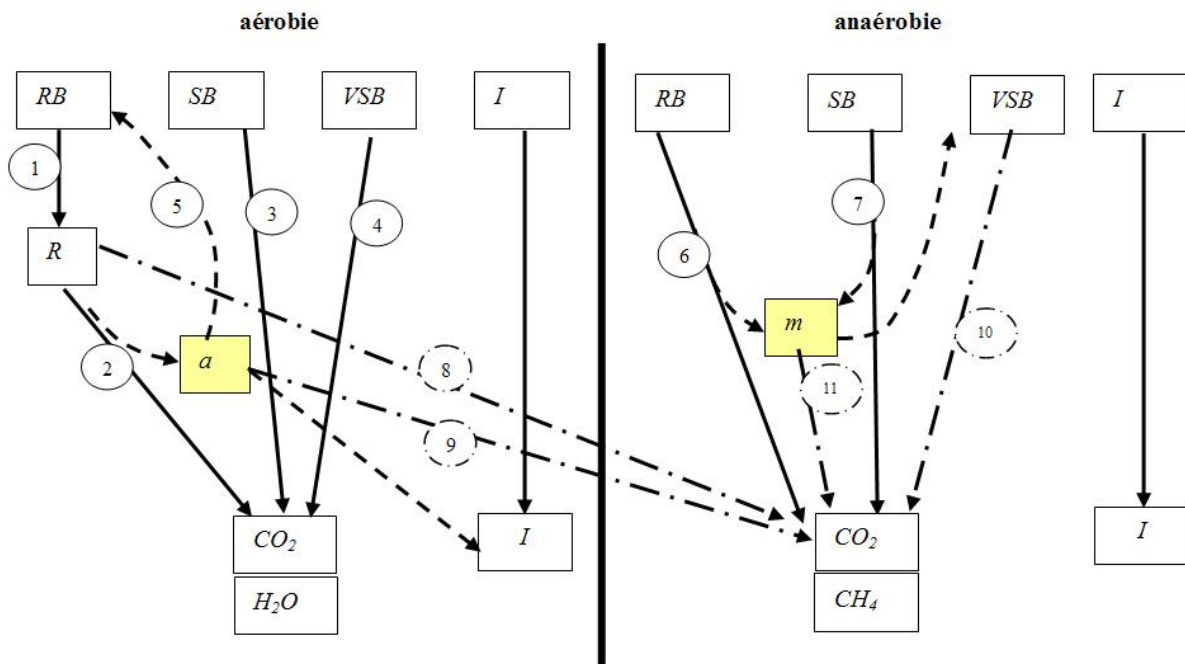 aérobie
anaérobie
RB SB VSB I
RB SB VSB I
1
5
3
4
7
6
R
m
10
a
2
8
11
9
CO₂
I
CO₂
I
H₂O
CH₄